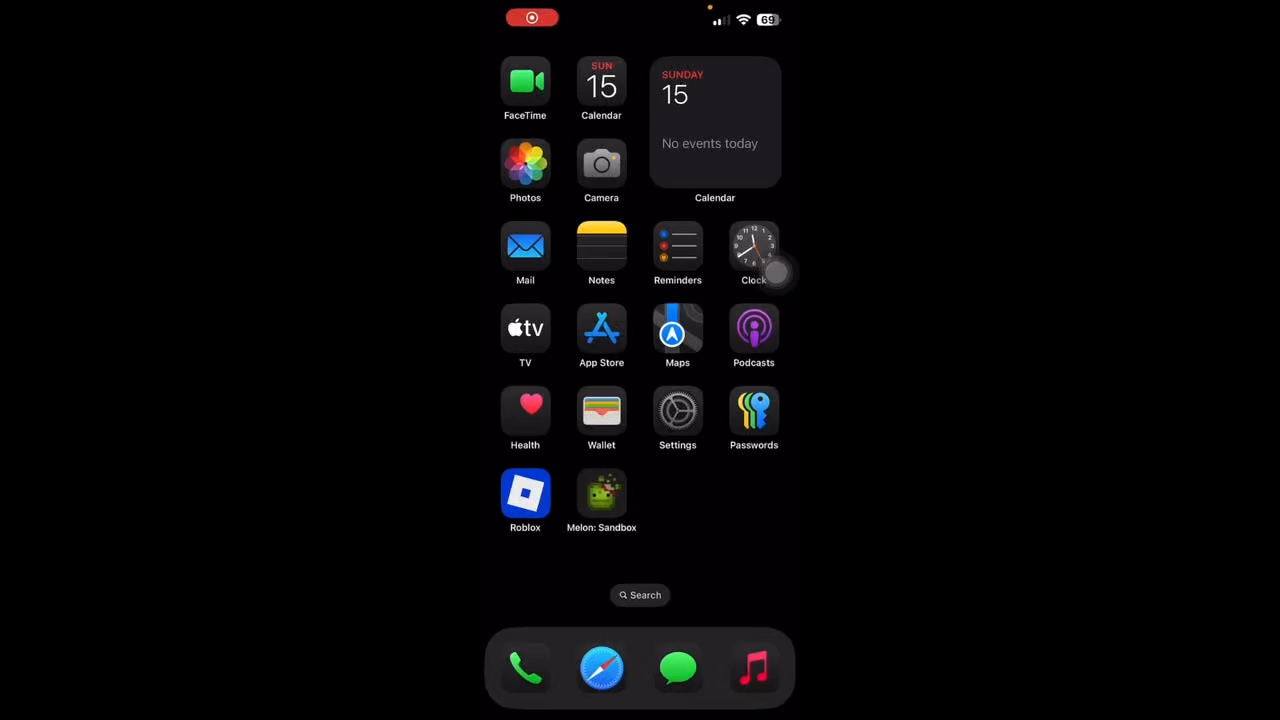 69
SUN
15
SUNDAY
15
No events today
FaceTime
Calendar
Photos
Camera
Calendar
Mail
Notes
Reminders
Clock
tv
TV
App Store
Maps
Podcasts
Health
Wallet
Settings
Passwords
Roblox
Melon: Sandbox
Search